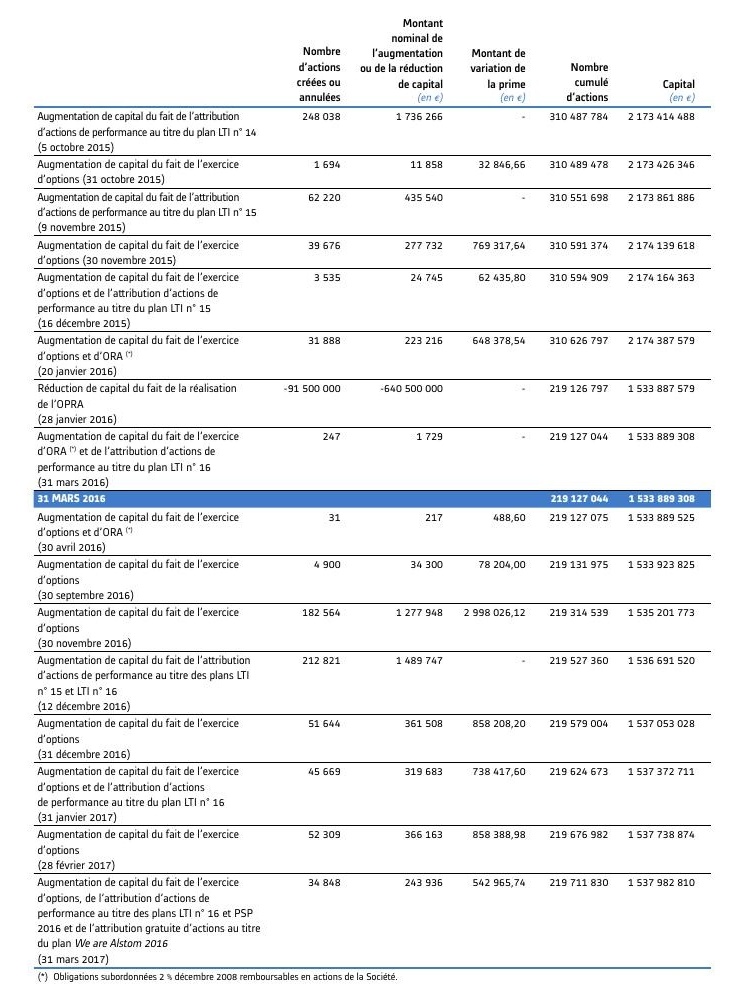 Nombre d'actions créées ou annulées | Montant nominal de l'augmentation ou de la réduction de capital (en €) | Montant de variation de la prime (en €) | Nombre cumulé d'actions | Capital (en €)
Augmentation de capital du fait de l'attribution 248 038 1 736 266 - 310 487 784 2 173 414 488
d'actions de performance au titre du plan LTI n° 14
(5 octobre 2015)
Augmentation de capital du fait de l'exercice 1 694 11 858 32 846,66 310 489 478 2 173 426 346
d'options (31 octobre 2015)
Augmentation de capital du fait de l'attribution 62 220 435 540 - 310 551 698 2 173 861 886
d'actions de performance au titre du plan LTI n° 15
(9 novembre 2015)
Augmentation de capital du fait de l'exercice 39 676 277 732 769 317,64 310 591 374 2 174 139 618
d'options (30 novembre 2015)
Augmentation de capital du fait de l'exercice 3 535 24 745 62 435,80 310 594 909 2 174 164 363
d'options et de l'attribution d'actions de
performance au titre du plan LTI n° 15
(16 décembre 2015)
Augmentation de capital du fait de l'exercice 31 888 223 216 648 378,54 310 626 797 2 174 387 579
d'options et d'ORA (*)
(20 janvier 2016)
Réduction de capital du fait de la réalisation -91 500 000 -640 500 000 - 219 126 797 1 533 887 579
de l'OPRA
(28 janvier 2016)
Augmentation de capital du fait de l'exercice 247 1 729 - 219 127 044 1 533 889 308
d'ORA (*) et de l'attribution d'actions de
performance au titre du plan LTI n° 16
(31 mars 2016)
31 MARS 2016 219 127 044 1 533 889 308
Augmentation de capital du fait de l'exercice 31 217 488,60 219 127 075 1 533 889 525
d'options et d'ORA (*)
(30 avril 2016)
Augmentation de capital du fait de l'exercice 4 900 34 300 78 204,00 219 131 975 1 533 923 825
d'options
(30 septembre 2016)
Augmentation de capital du fait de l'exercice 182 564 1 277 948 2 998 026,12 219 314 539 1 535 201 773
d'options
(30 novembre 2016)
Augmentation de capital du fait de l'attribution 212 821 1 489 747 - 219 527 360 1 536 691 520
d'actions de performance au titre des plans LTI
n° 15 et LTI n° 16
(12 décembre 2016)
Augmentation de capital du fait de l'exercice 51 644 361 508 858 208,20 219 579 004 1 537 053 028
d'options
(31 décembre 2016)
Augmentation de capital du fait de l'exercice 45 669 319 683 738 417,60 219 624 673 1 537 372 711
d'options et de l'attribution d'actions
de performance au titre du plan LTI n° 16
(31 janvier 2017)
Augmentation de capital du fait de l'exercice 52 309 366 163 858 388,98 219 676 982 1 537 738 874
d'options
(28 février 2017)
Augmentation de capital du fait de l'exercice 34 848 243 936 542 965,74 219 711 830 1 537 982 810
d'options, de l'attribution d'actions de
performance au titre des plans LTI n° 16 et PSP
2016 et de l'attribution gratuite d'actions au titre
du plan We are Alstom 2016
(31 mars 2017)
(*) Obligations subordonnées 2 % décembre 2008 remboursables en actions de la Société.